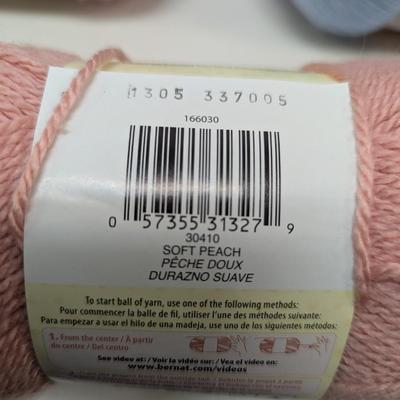 1305 337005
166030
0 57355 31327 9
30410
SOFT PEACH
PÊCHE DOUX
DURAZNO SUAVE
To start ball of yarn, use one of the following methods:
Pour commencer la balle de fil, utiliser l'une des méthodes suivante:
Para empezar a usar el hilo de una madeja, use uno de los siguientes métodos:
1. From the center / À partir
du centre / Del centro
See video at: / Voir la vidéo sur: / Vea el video en:
www.bernat.com/videos